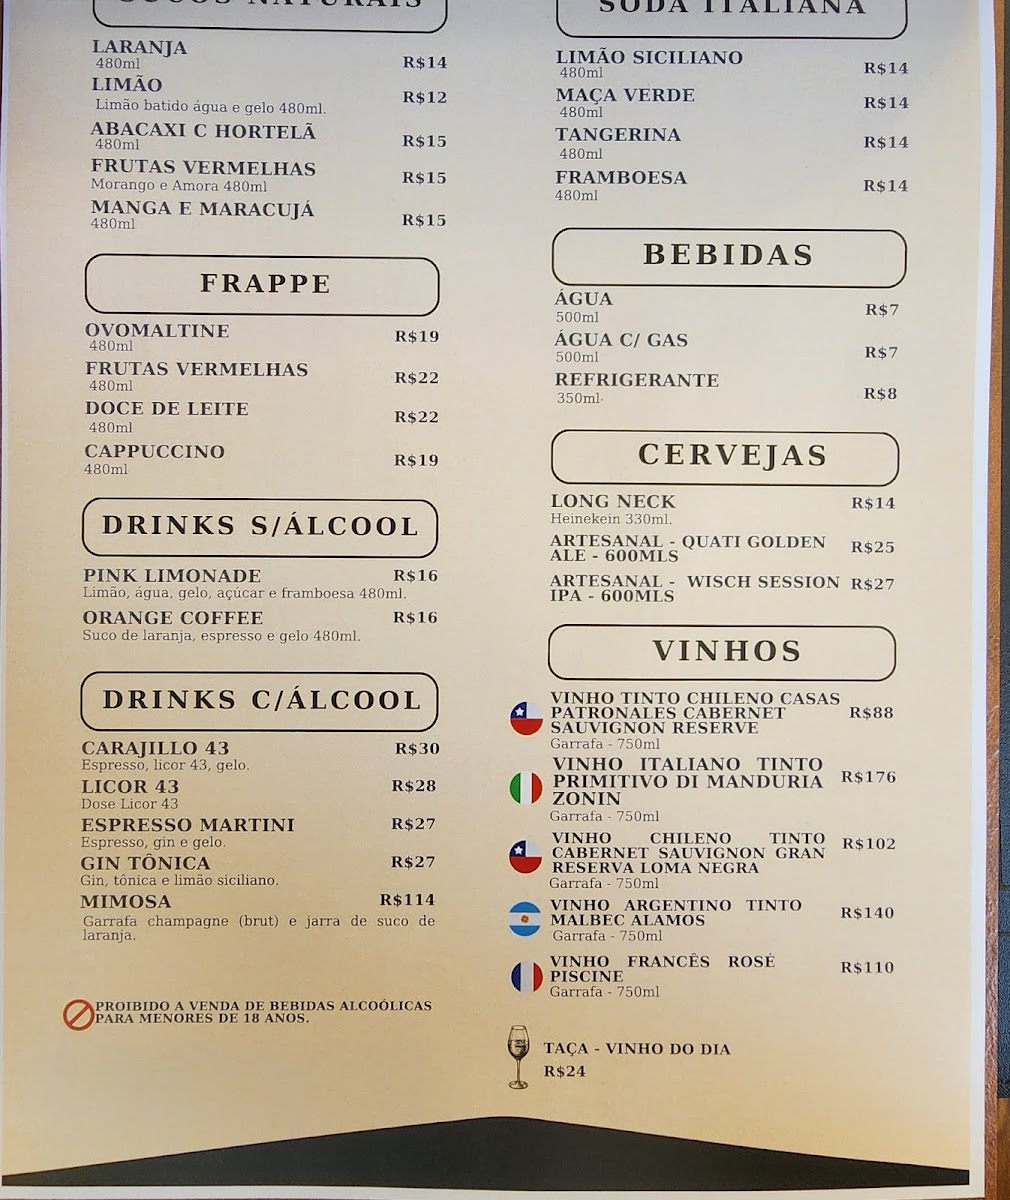 SUCOS NATURAIS
LARANJA
480ml
R$14
LIMÃO
Limão batido água e gelo 480ml.
R$12
ABACAXI C HORTELÃ
480ml
R$15
FRUTAS VERMELHAS
Morango e Amora 480ml
R$15
MANGA E MARACUJÁ
480ml
R$15
FRAPPE
OVOMALTINE
480ml
R$19
FRUTAS VERMELHAS
480ml
R$22
DOCE DE LEITE
480ml
R$22
CAPPUCCINO
480ml
R$19
DRINKS S/ÁLCOOL
PINK LIMONADE
R$16
Limão, água, gelo, açúcar e framboesa 480ml.
ORANGE COFFEE
R$16
Suco de laranja, espresso e gelo 480ml.
DRINKS C/ÁLCOOL
CARAJILLO 43
R$30
Espresso, licor 43, gelo.
LICOR 43
R$28
Dose Licor 43
ESPRESSO MARTINI
R$27
Espresso, gin e gelo.
GIN TÔNICA
R$27
Gin, tônica e limão siciliano.
MIMOSA
R$114
Garrafa champagne (brut) e jarra de suco de
laranja.
PROIBIDO A VENDA DE BEBIDAS ALCOÓLICAS
PARA MENORES DE 18 ANOS.
SODA ITALIANA
LIMÃO SICILIANO
480ml
R$14
MAÇA VERDE
480ml
R$14
TANGERINA
480ml
R$14
FRAMBOESA
480ml
R$14
BEBIDAS
ÁGUA
500ml
R$7
ÁGUA C/ GAS
500ml
R$7
REFRIGERANTE
350ml
R$8
CERVEJAS
LONG NECK
R$14
Heinekein 330ml.
ARTESANAL - QUATI GOLDEN
ALE - 600MLS
R$25
ARTESANAL - WISCH SESSION
IPA - 600MLS
R$27
VINHOS
VINHO TINTO CHILENO CASAS
PATRONALES CABERNET
SAUVIGNON RESERVE
R$88
Garrafa - 750ml
VINHO ITALIANO TINTO
PRIMITIVO DI MANDURIA
ZONIN
R$176
Garrafa - 750ml
VINHO CHILENO TINTO
CABERNET SAUVIGNON GRAN
RESERVA LOMA NEGRA
R$102
Garrafa - 750ml
VINHO ARGENTINO TINTO
MALBEC ALAMOS
R$140
Garrafa - 750ml
VINHO FRANCÊS ROSÉ
PISCINE
R$110
Garrafa - 750ml
TAÇA - VINHO DO DIA
R$24